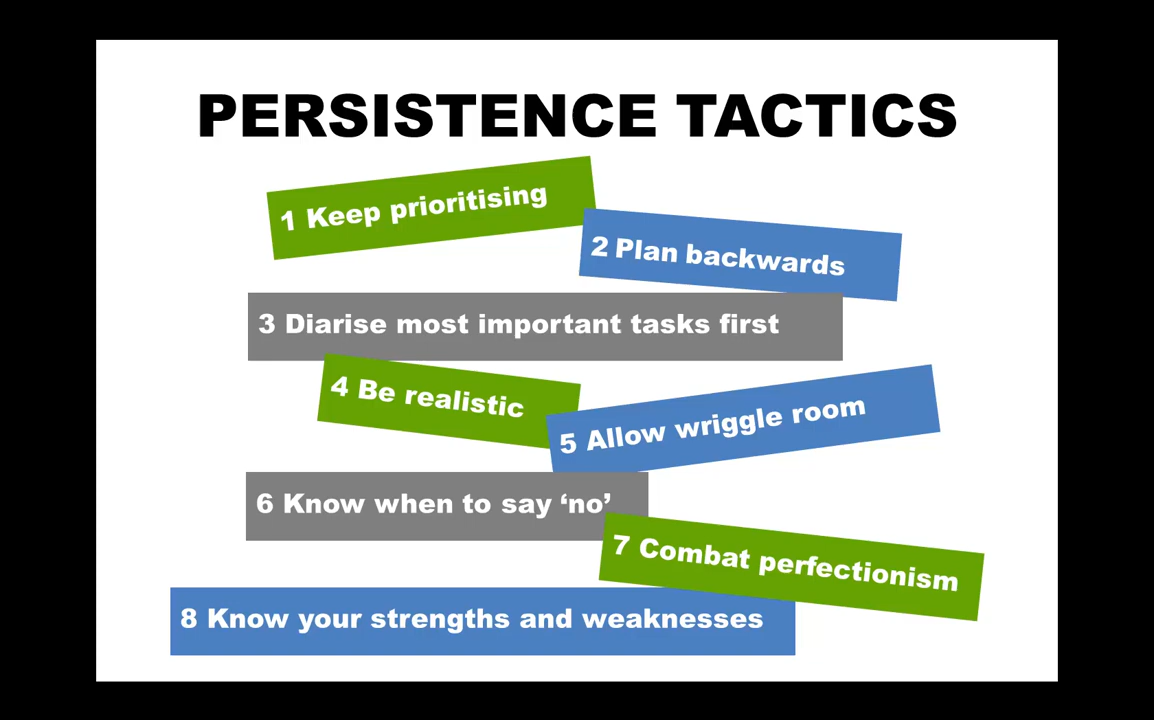 PERSISTENCE TACTICS
1 Keep prioritising
2 Plan backwards
3 Diarise most important tasks first
4 Be realistic
5 Allow wriggle room
6 Know when to say ‘no’
7 Combat perfectionism
8 Know your strengths and weaknesses